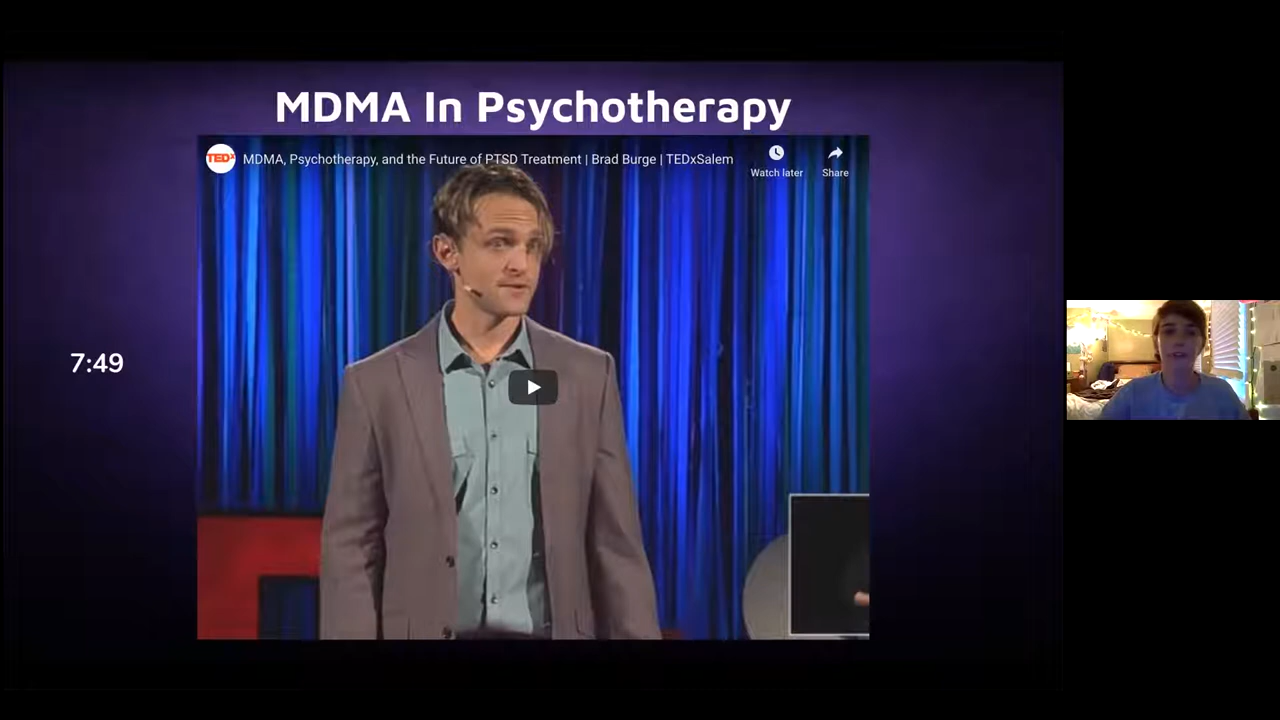 MDMA In Psychotherapy
TEDx
MDMA, Psychotherapy, and the Future of PTSD Treatment | Brad Burge | TEDxSalem
Watch later
Share
7:49